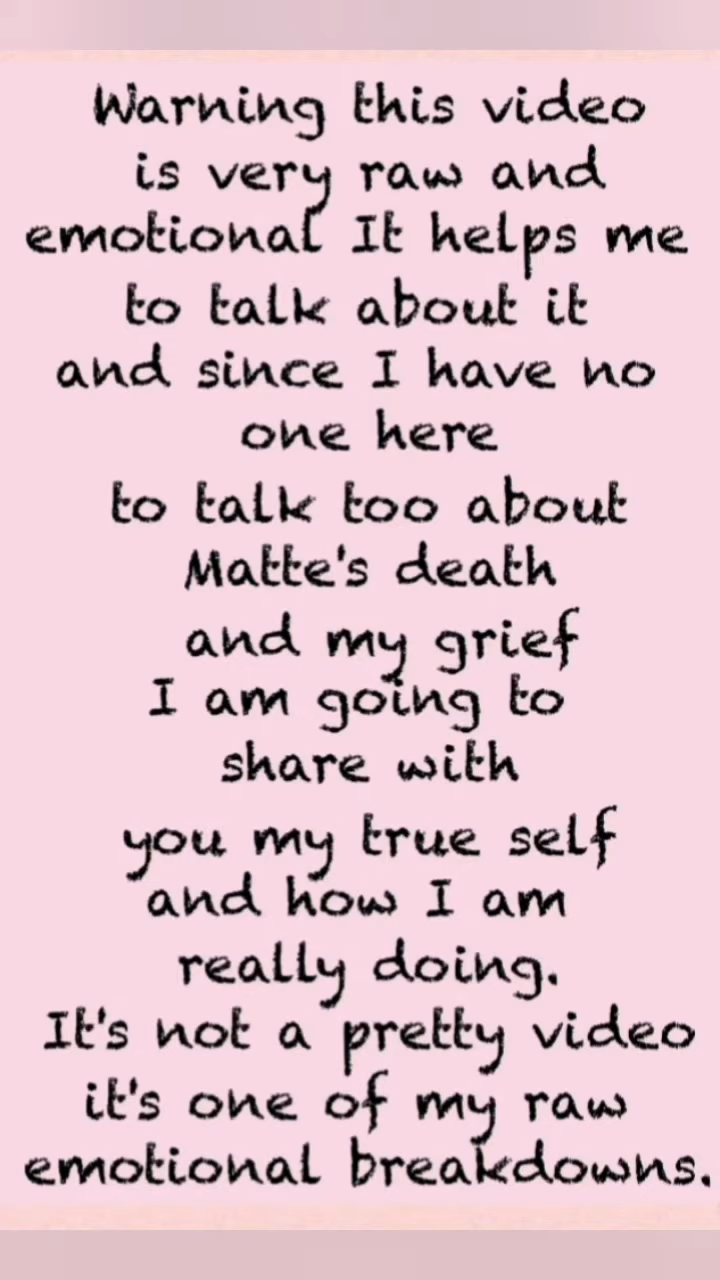 Warning this video
is very raw and
emotional It helps me
to talk about it
and since I have no
one here
to talk too about
Matte's death
and my grief
I am going to
share with
you my true self
and how I am
really doing.
It's not a pretty video
it's one of my raw
emotional breakdowns.